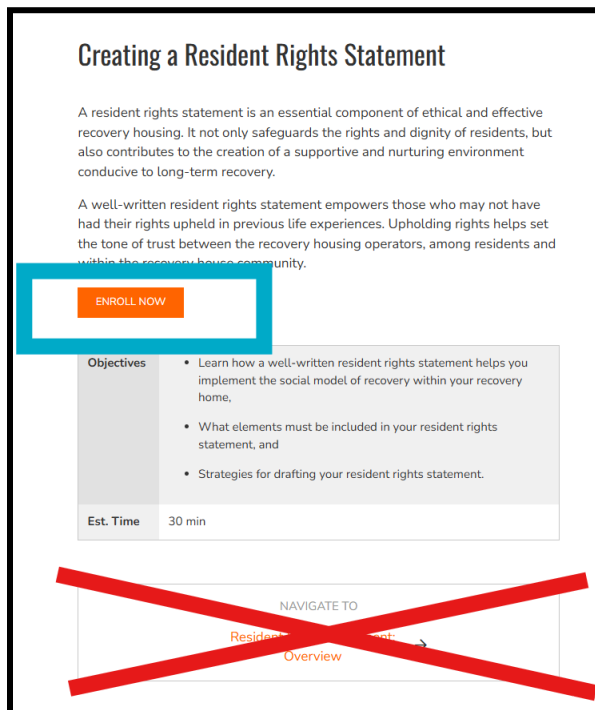 Creating a Resident Rights Statement
A resident rights statement is an essential component of ethical and effective
recovery housing. It not only safeguards the rights and dignity of residents, but
also contributes to the creation of a supportive and nurturing environment
conducive to long-term recovery.
A well-written resident rights statement empowers those who may not have
had their rights upheld in previous life experiences. Upholding rights helps set
the tone of trust between the recovery housing operators, among residents and
within the recovery house community.
ENROLL NOW
Objectives
• Learn how a well-written resident rights statement helps you
implement the social model of recovery within your recovery
home,
• What elements must be included in your resident rights
statement, and
• Strategies for drafting your resident rights statement.
Est. Time 30 min
NAVIGATE TO
Resident
Overview →